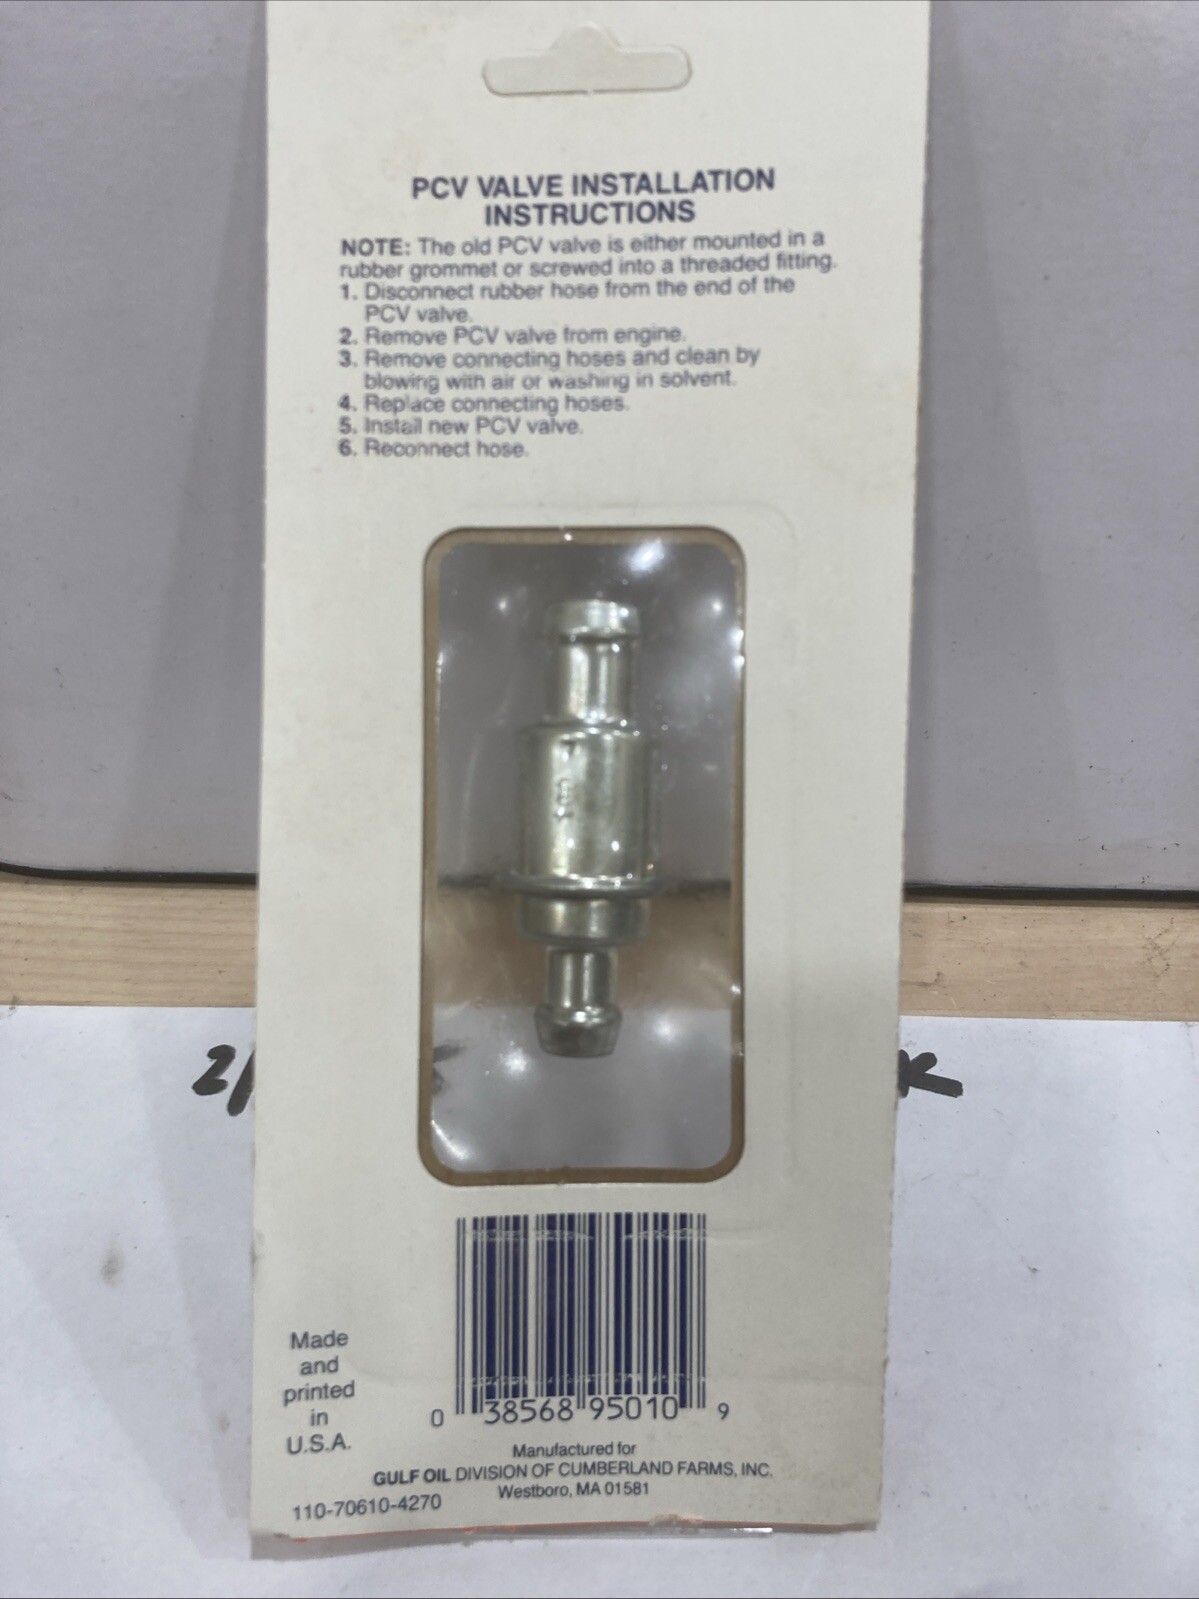 PCV VALVE INSTALLATION
INSTRUCTIONS
NOTE: The old PCV valve is either mounted in a
rubber grommet or screwed into a threaded fitting.
1. Disconnect rubber hose from the end of the
PCV valve.
2. Remove PCV valve from engine.
3. Remove connecting hoses and clean by
blowing with air or washing in solvent.
4. Replace connecting hoses.
5. Install new PCV valve.
6. Reconnect hose.
2/
K
0 38568 95010 9
Made
and
printed
in
U.S.A.
Manufactured for
GULF OIL DIVISION OF CUMBERLAND FARMS, INC.
Westboro, MA 01581
110-70610-4270